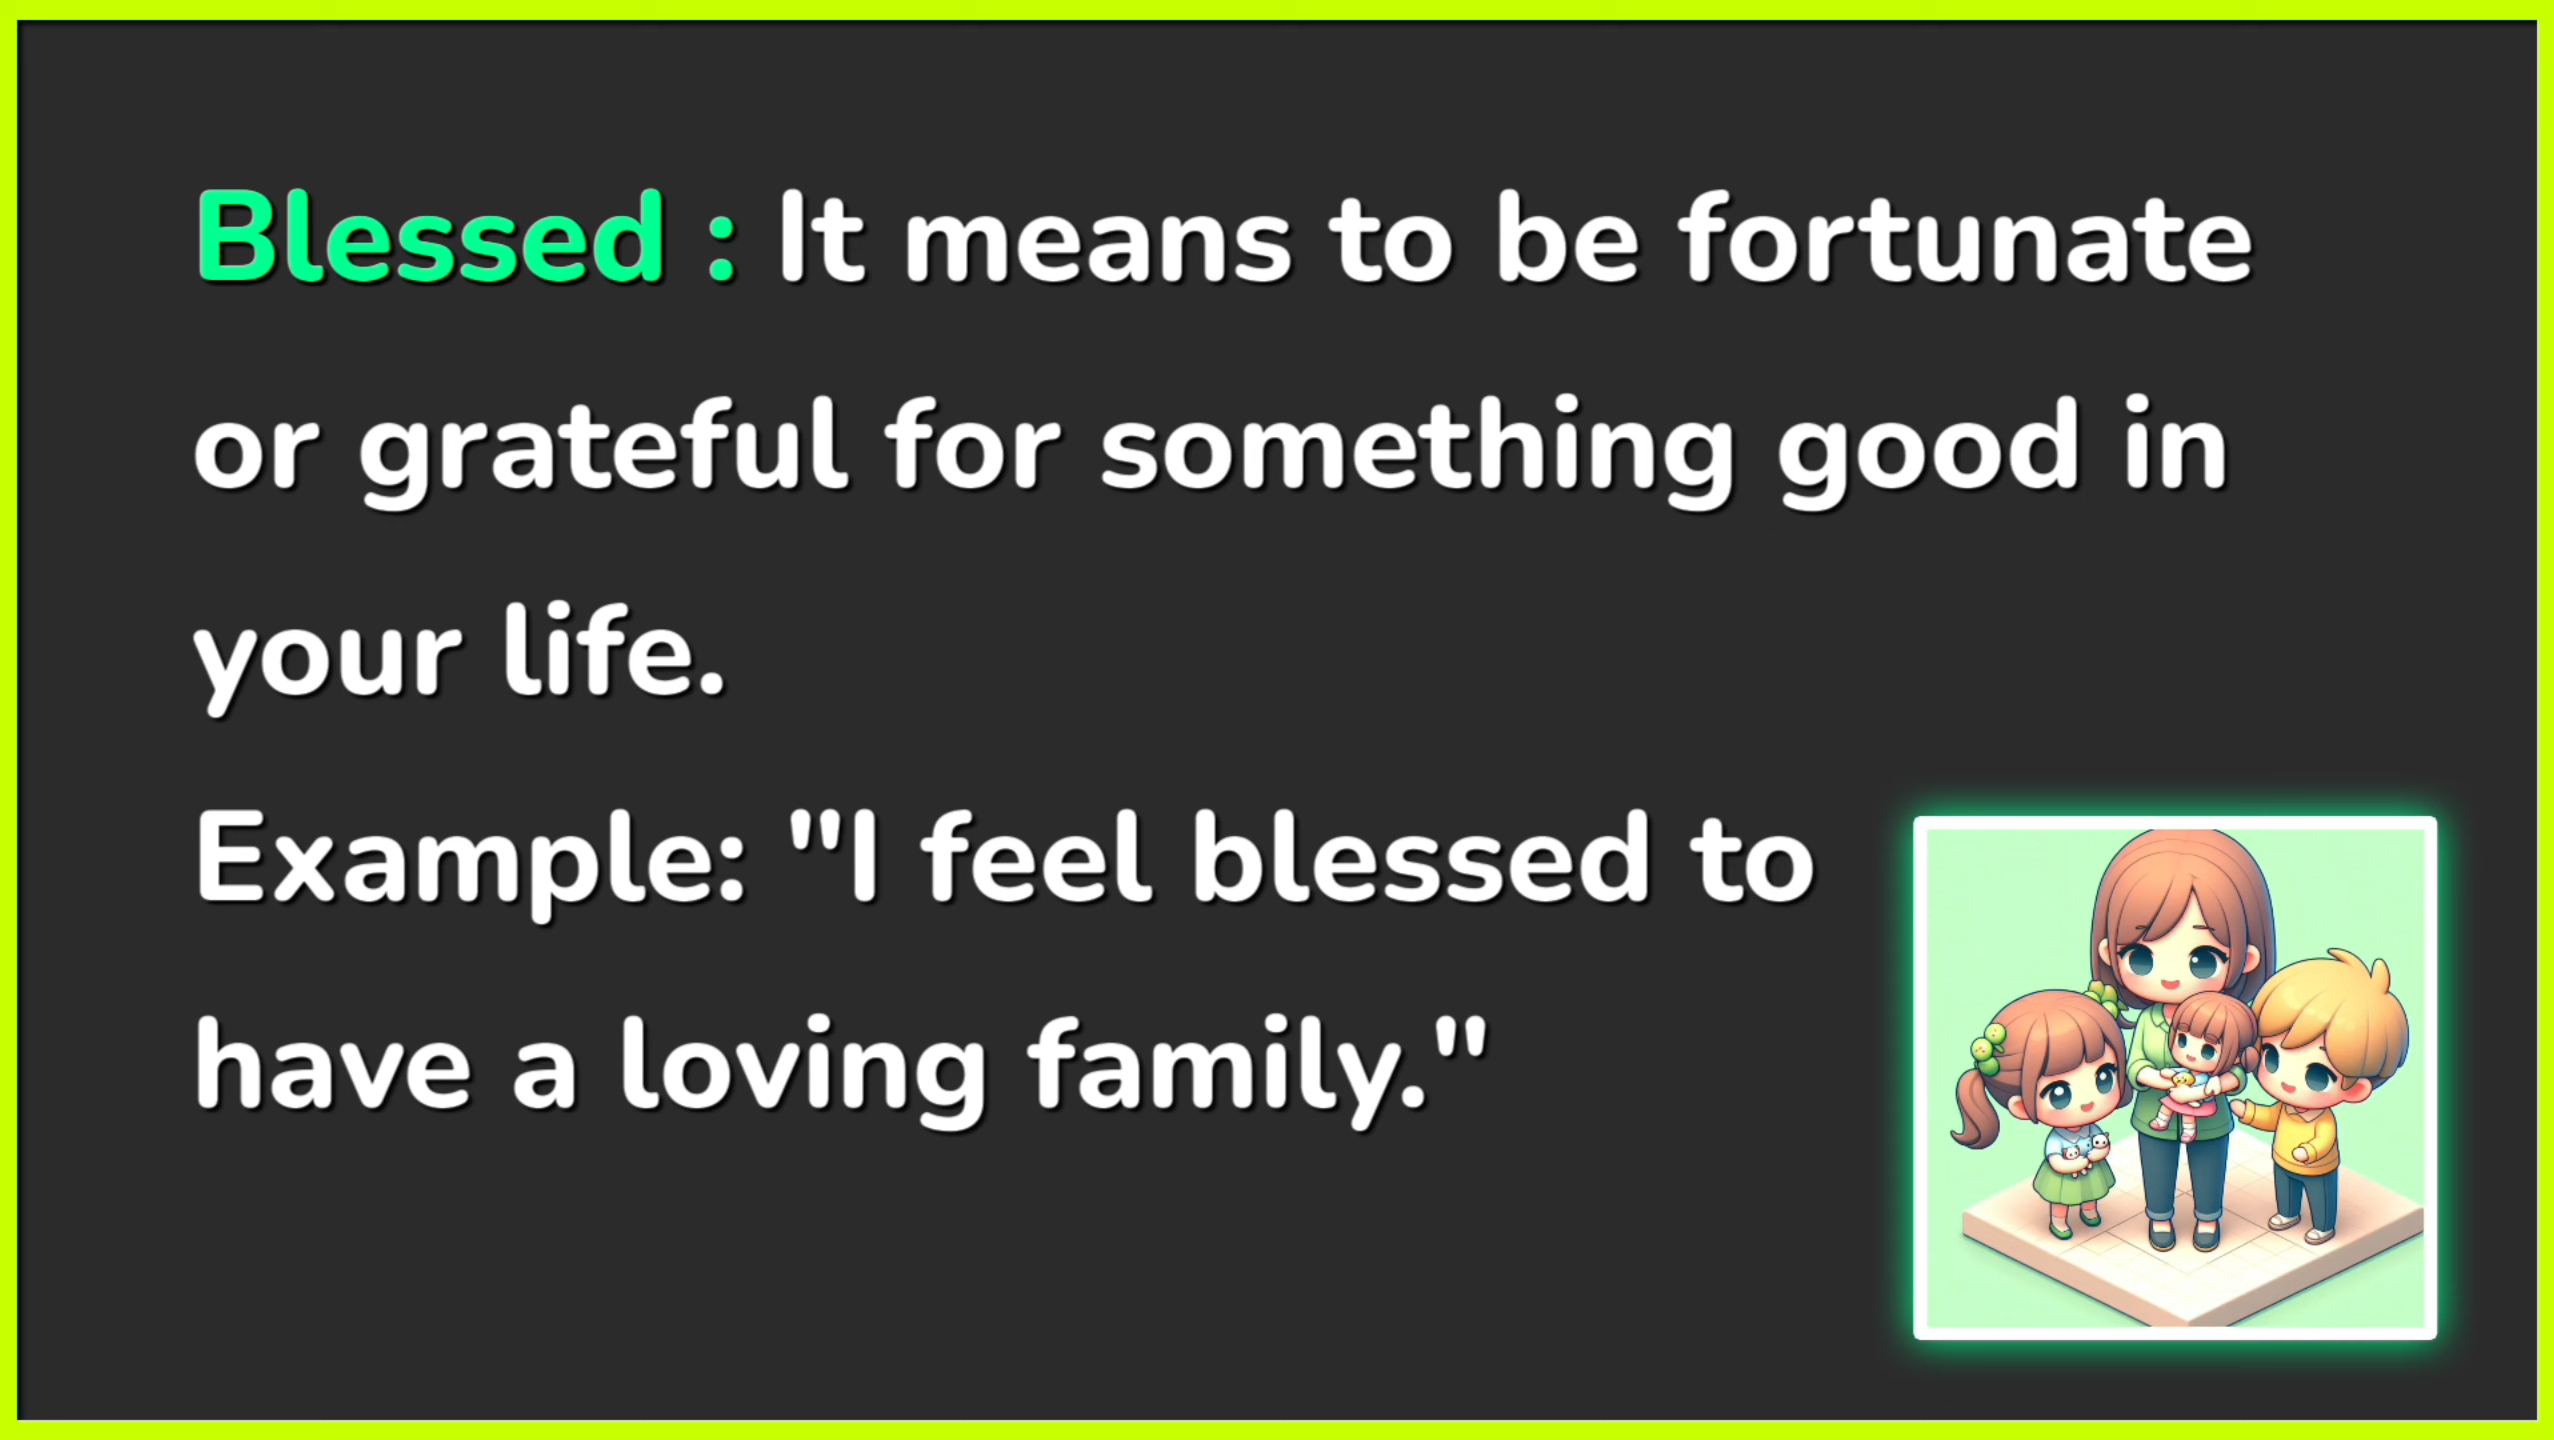 Blessed : It means to be fortunate
or grateful for something good in
your life.
Example: "I feel blessed to
have a loving family."